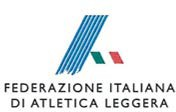 FEDERAZIONE ITALIANA
DI ATLETICA LEGGERA